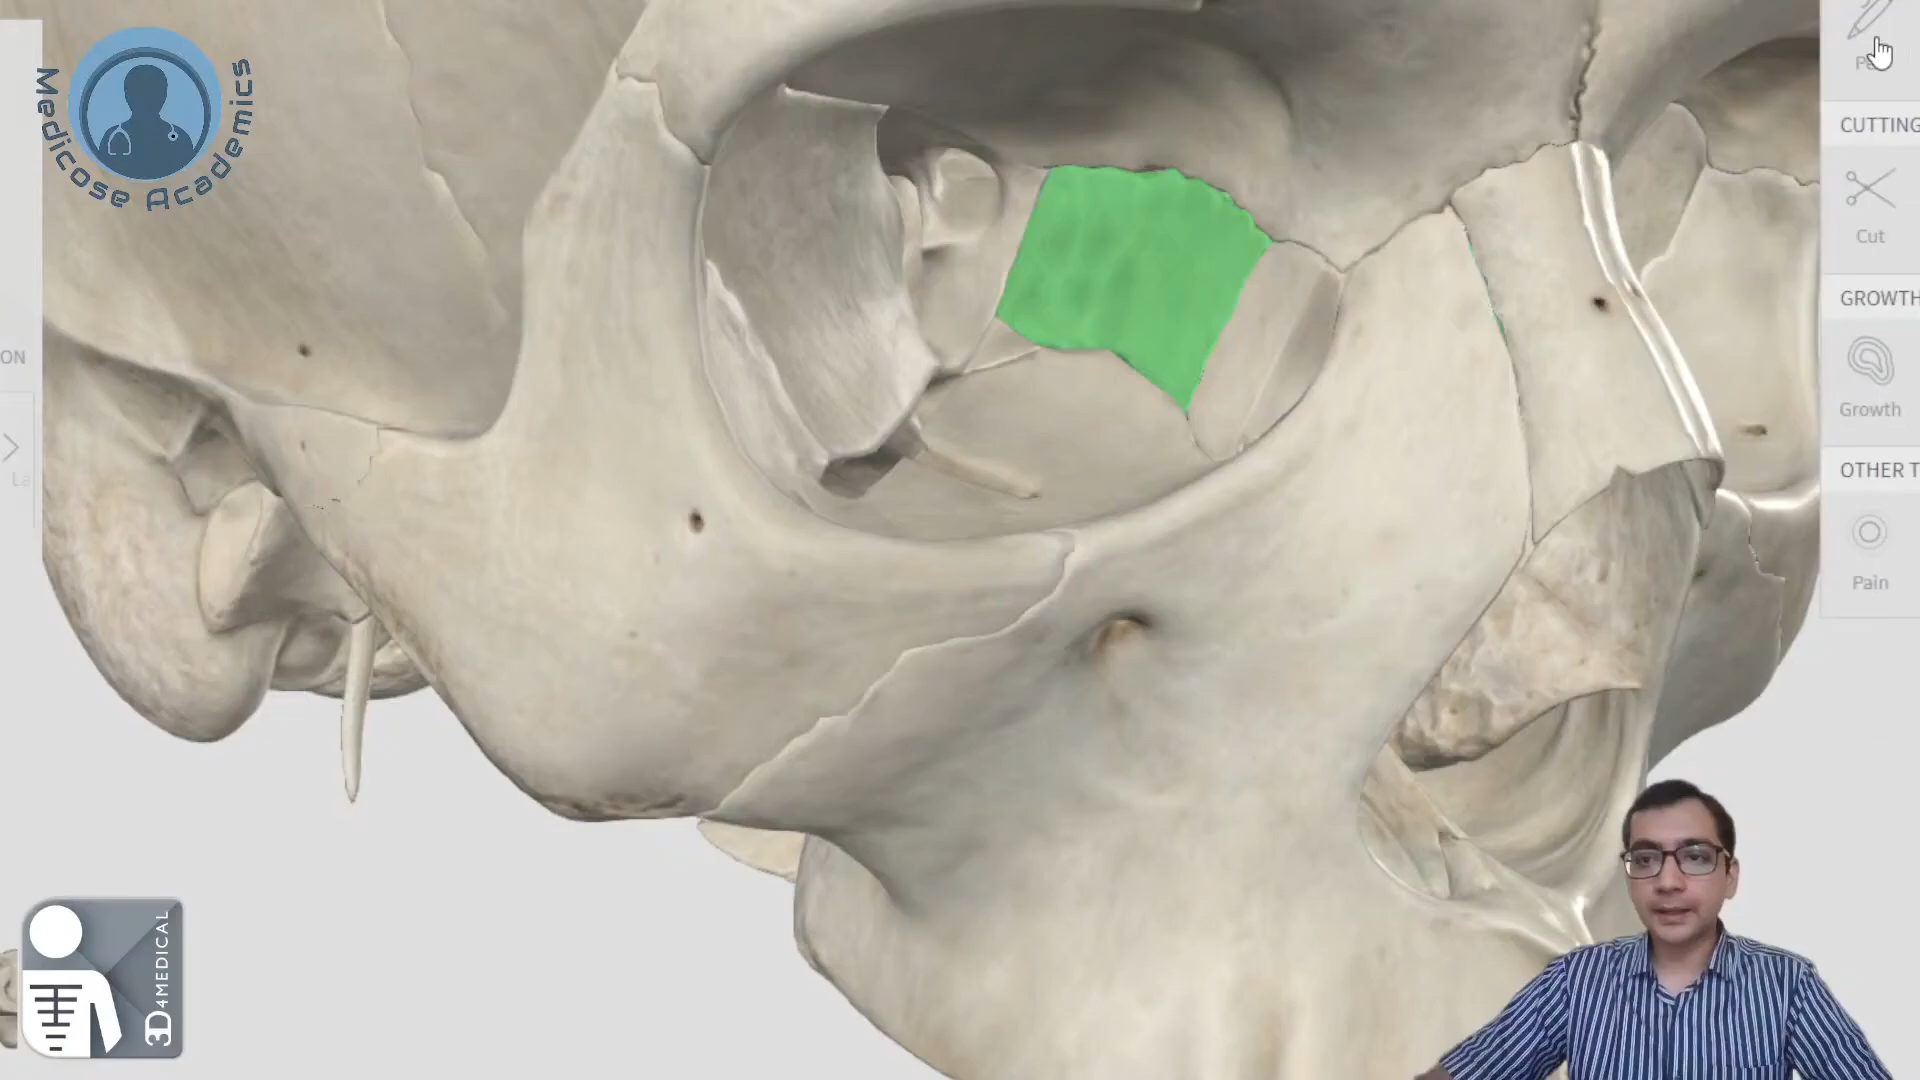 Medicose Academics
CUTTING
Cut
ON
GROWTH
Growth
OTHER T
Pain
3D4MEDICAL